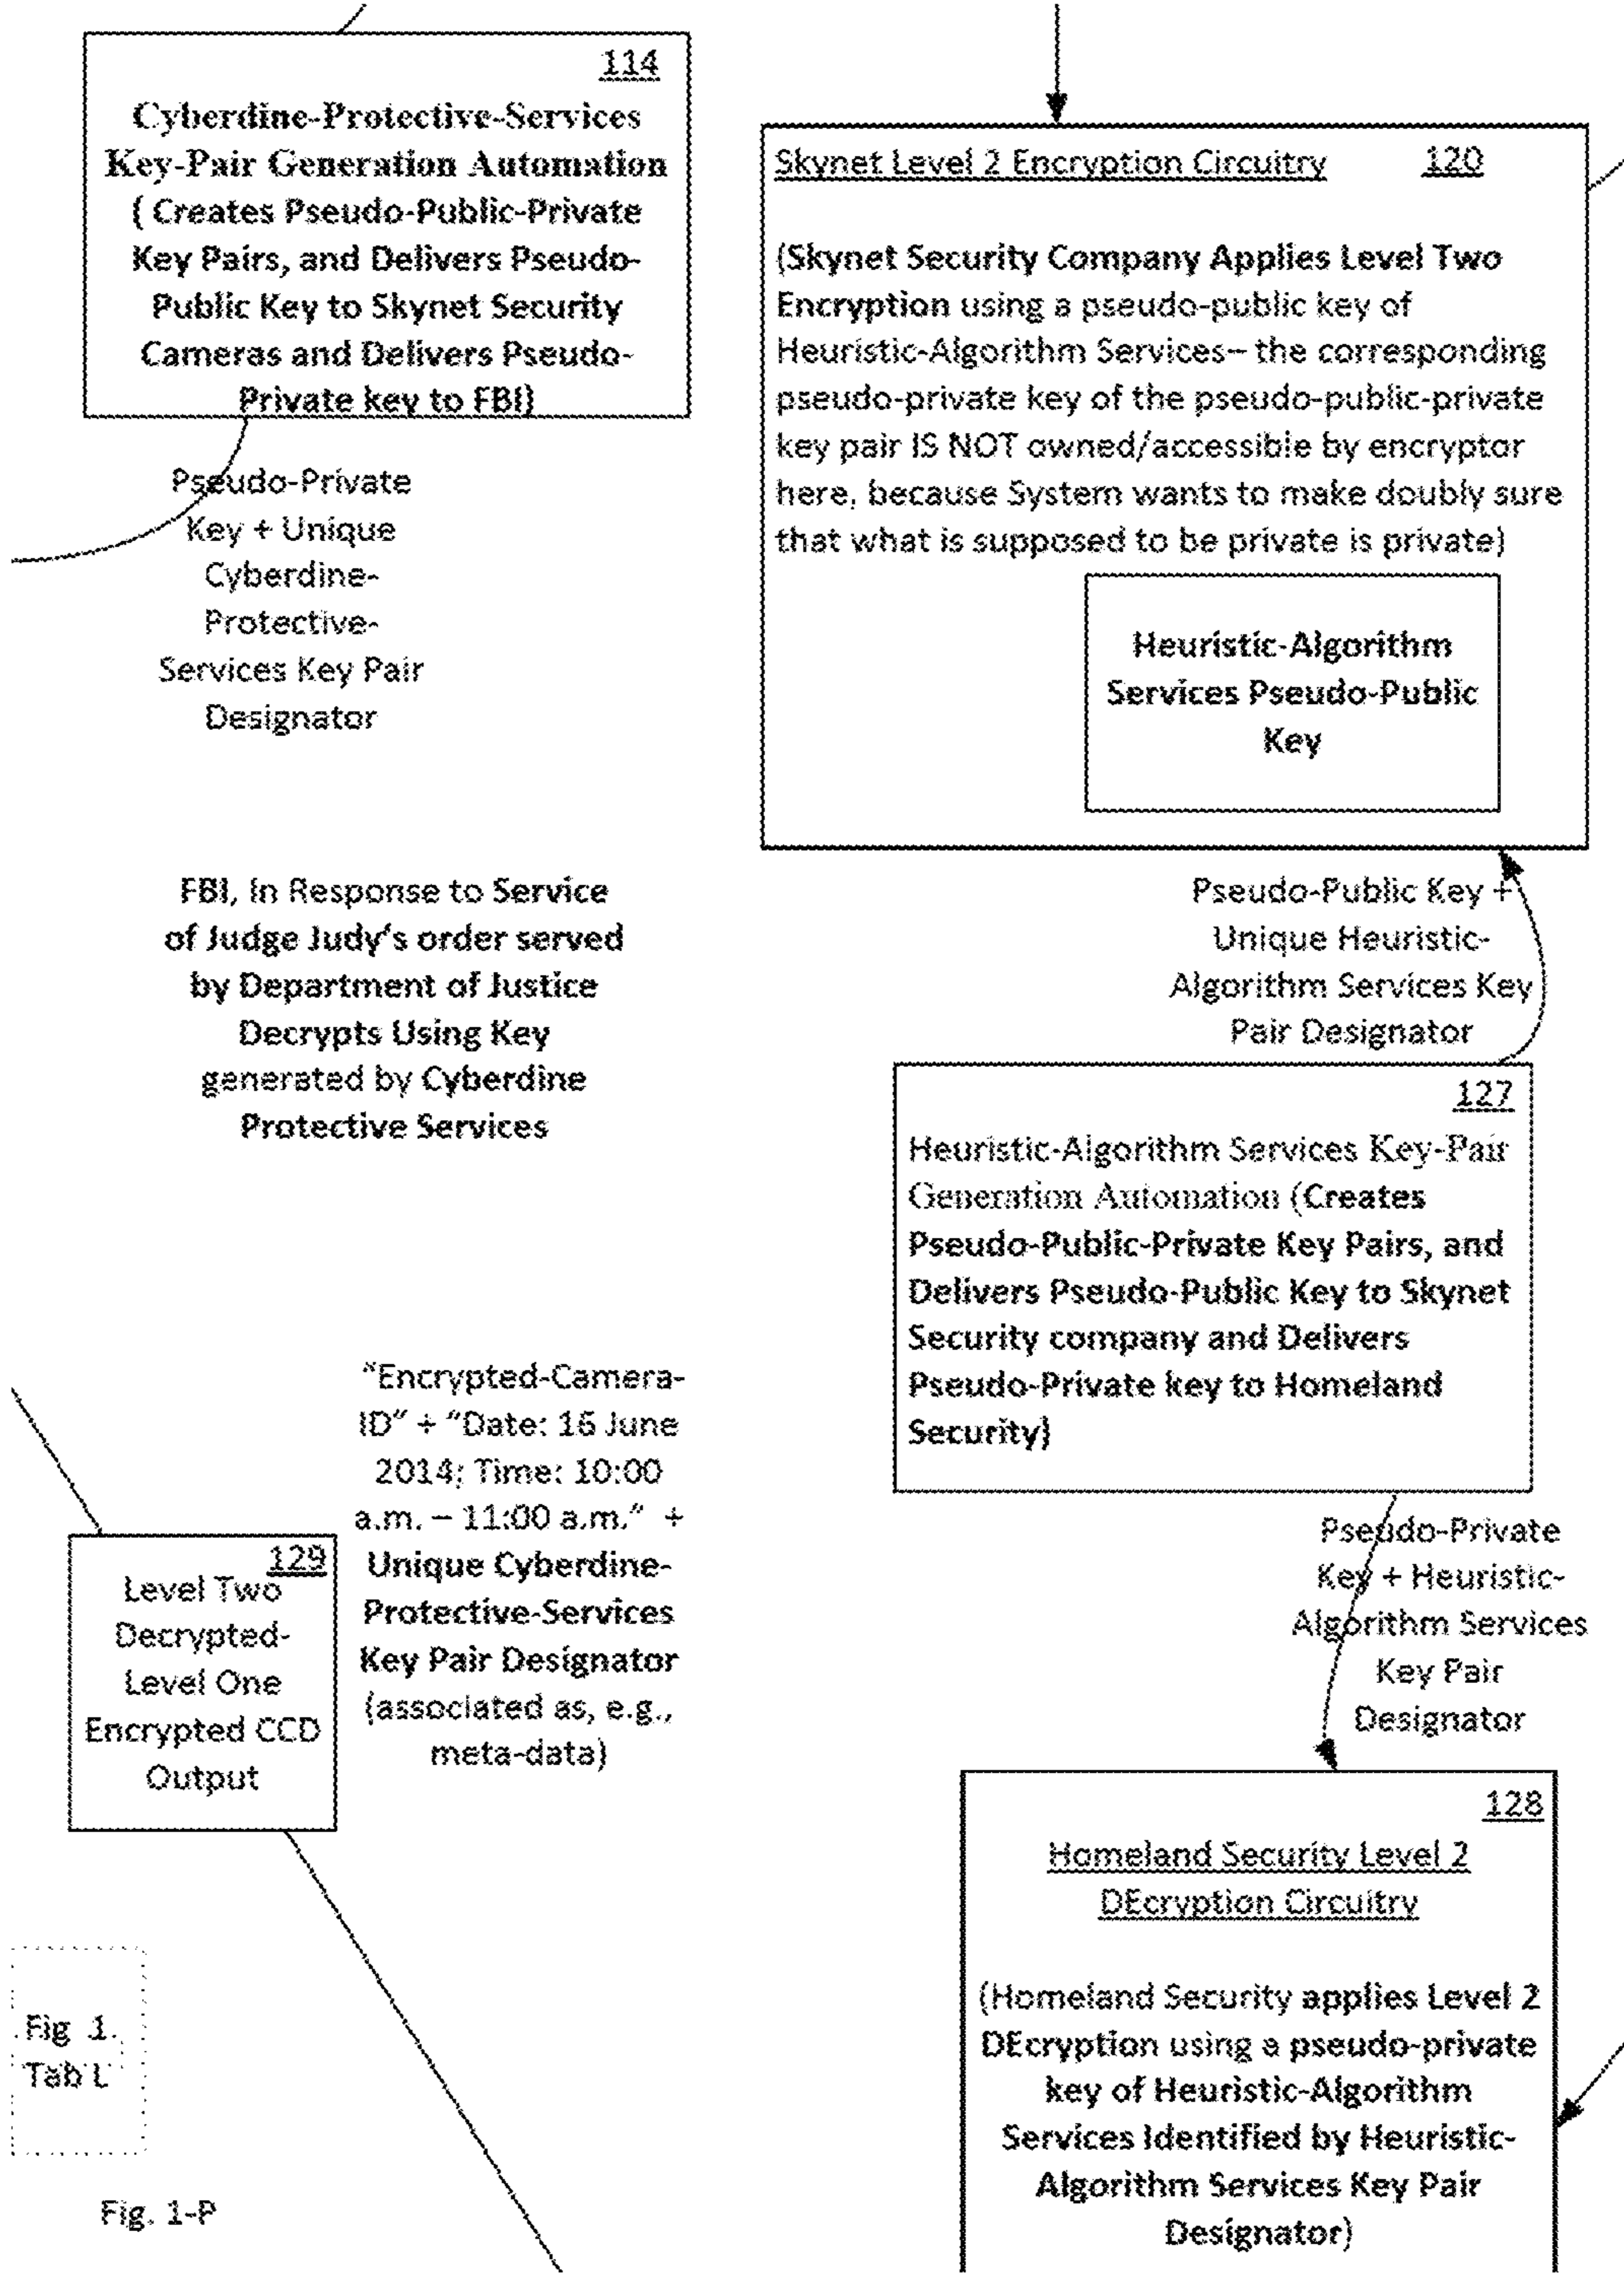 114
Cyberdine-Protective-Services
Key-Pair Generation Automation
( Creates Pseudo-Public-Private
Key Pairs, and Delivers Pseudo-
Public Key to Skynet Security
Cameras and Delivers Pseudo-
Private key to FBI)
Pseudo-Private
Key + Unique
Cyberdine-
Protective-
Services Key Pair
Designator
Skynet Level 2 Encryption Circuitry 120
(Skynet Security Company Applies Level Two
Encryption using a pseudo-public key of
Heuristic-Algorithm Services– the corresponding
pseudo-private key of the pseudo-public-private
key pair IS NOT owned/accessible by encryptor
here, because System wants to make doubly sure
that what is supposed to be private is private)
Heuristic-Algorithm
Services Pseudo-Public
Key
FBI, In Response to Service
of Judge Judy's order served
by Department of Justice
Decrypts Using Key
generated by Cyberdine
Protective Services
Pseudo-Public Key +
Unique Heuristic-
Algorithm Services Key
Pair Designator
127
Heuristic-Algorithm Services Key-Pair
Generation Automation (Creates
Pseudo-Public-Private Key Pairs, and
Delivers Pseudo-Public Key to Skynet
Security company and Delivers
Pseudo-Private key to Homeland
Security)
"Encrypted-Camera-
ID" + "Date: 16 June
2014; Time: 10:00
a.m. – 11:00 a.m." +
Unique Cyberdine-
Protective-Services
Key Pair Designator
(associated as, e.g.,
meta-data)
129
Level Two
Decrypted-
Level One
Encrypted CCD
Output
Pseudo-Private
Key + Heuristic-
Algorithm Services
Key Pair
Designator
128
Homeland Security Level 2
DEcryption Circuitry
(Homeland Security applies Level 2
DEcryption using a pseudo-private
key of Heuristic-Algorithm
Services Identified by Heuristic-
Algorithm Services Key Pair
Designator)
Fig 1.
Tab L
Fig. 1-P